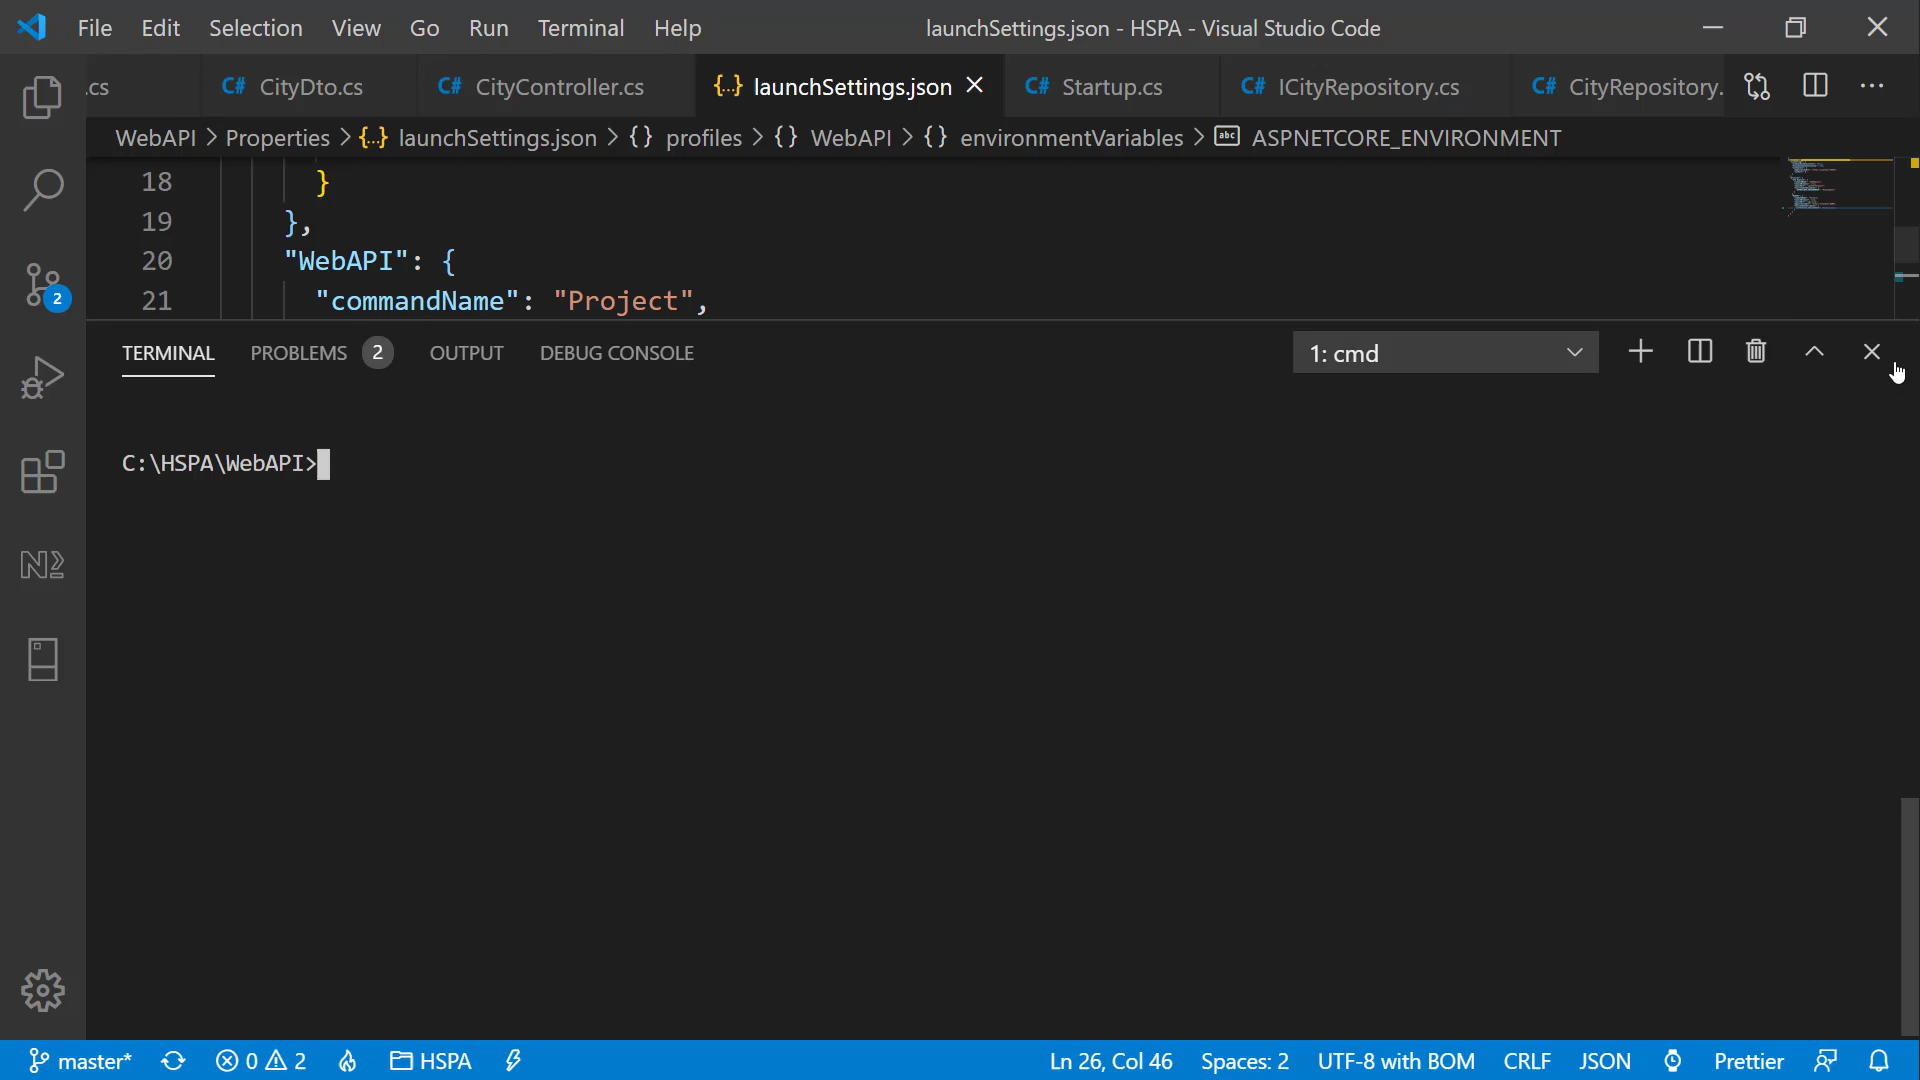 File Edit Selection View Go Run Terminal Help launchSettings.json - HSPA - Visual Studio Code
.cs C# CityDto.cs C# CityController.cs {..} launchSettings.json C# Startup.cs C# ICityRepository.cs C# CityRepository.
WebAPI > Properties > {..} launchSettings.json > {} profiles > {} WebAPI > {} environmentVariables > abc ASPNETCORE_ENVIRONMENT
18 }
19 },
20 "WebAPI": {
21 "commandName": "Project",
TERMINAL PROBLEMS 2 OUTPUT DEBUG CONSOLE 1: cmd
2
C:\HSPA\WebAPI>
master* 0 2 HSPA Ln 26, Col 46 Spaces: 2 UTF-8 with BOM CRLF JSON Prettier